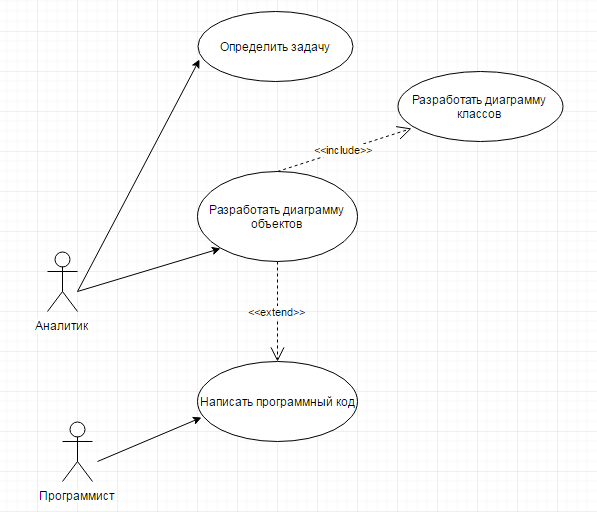 Определить задачу
Разработать диаграмму
классов
<<include>>
Разработать диаграмму
объектов
Аналитик
<<extend>>
Написать программный код
Программист